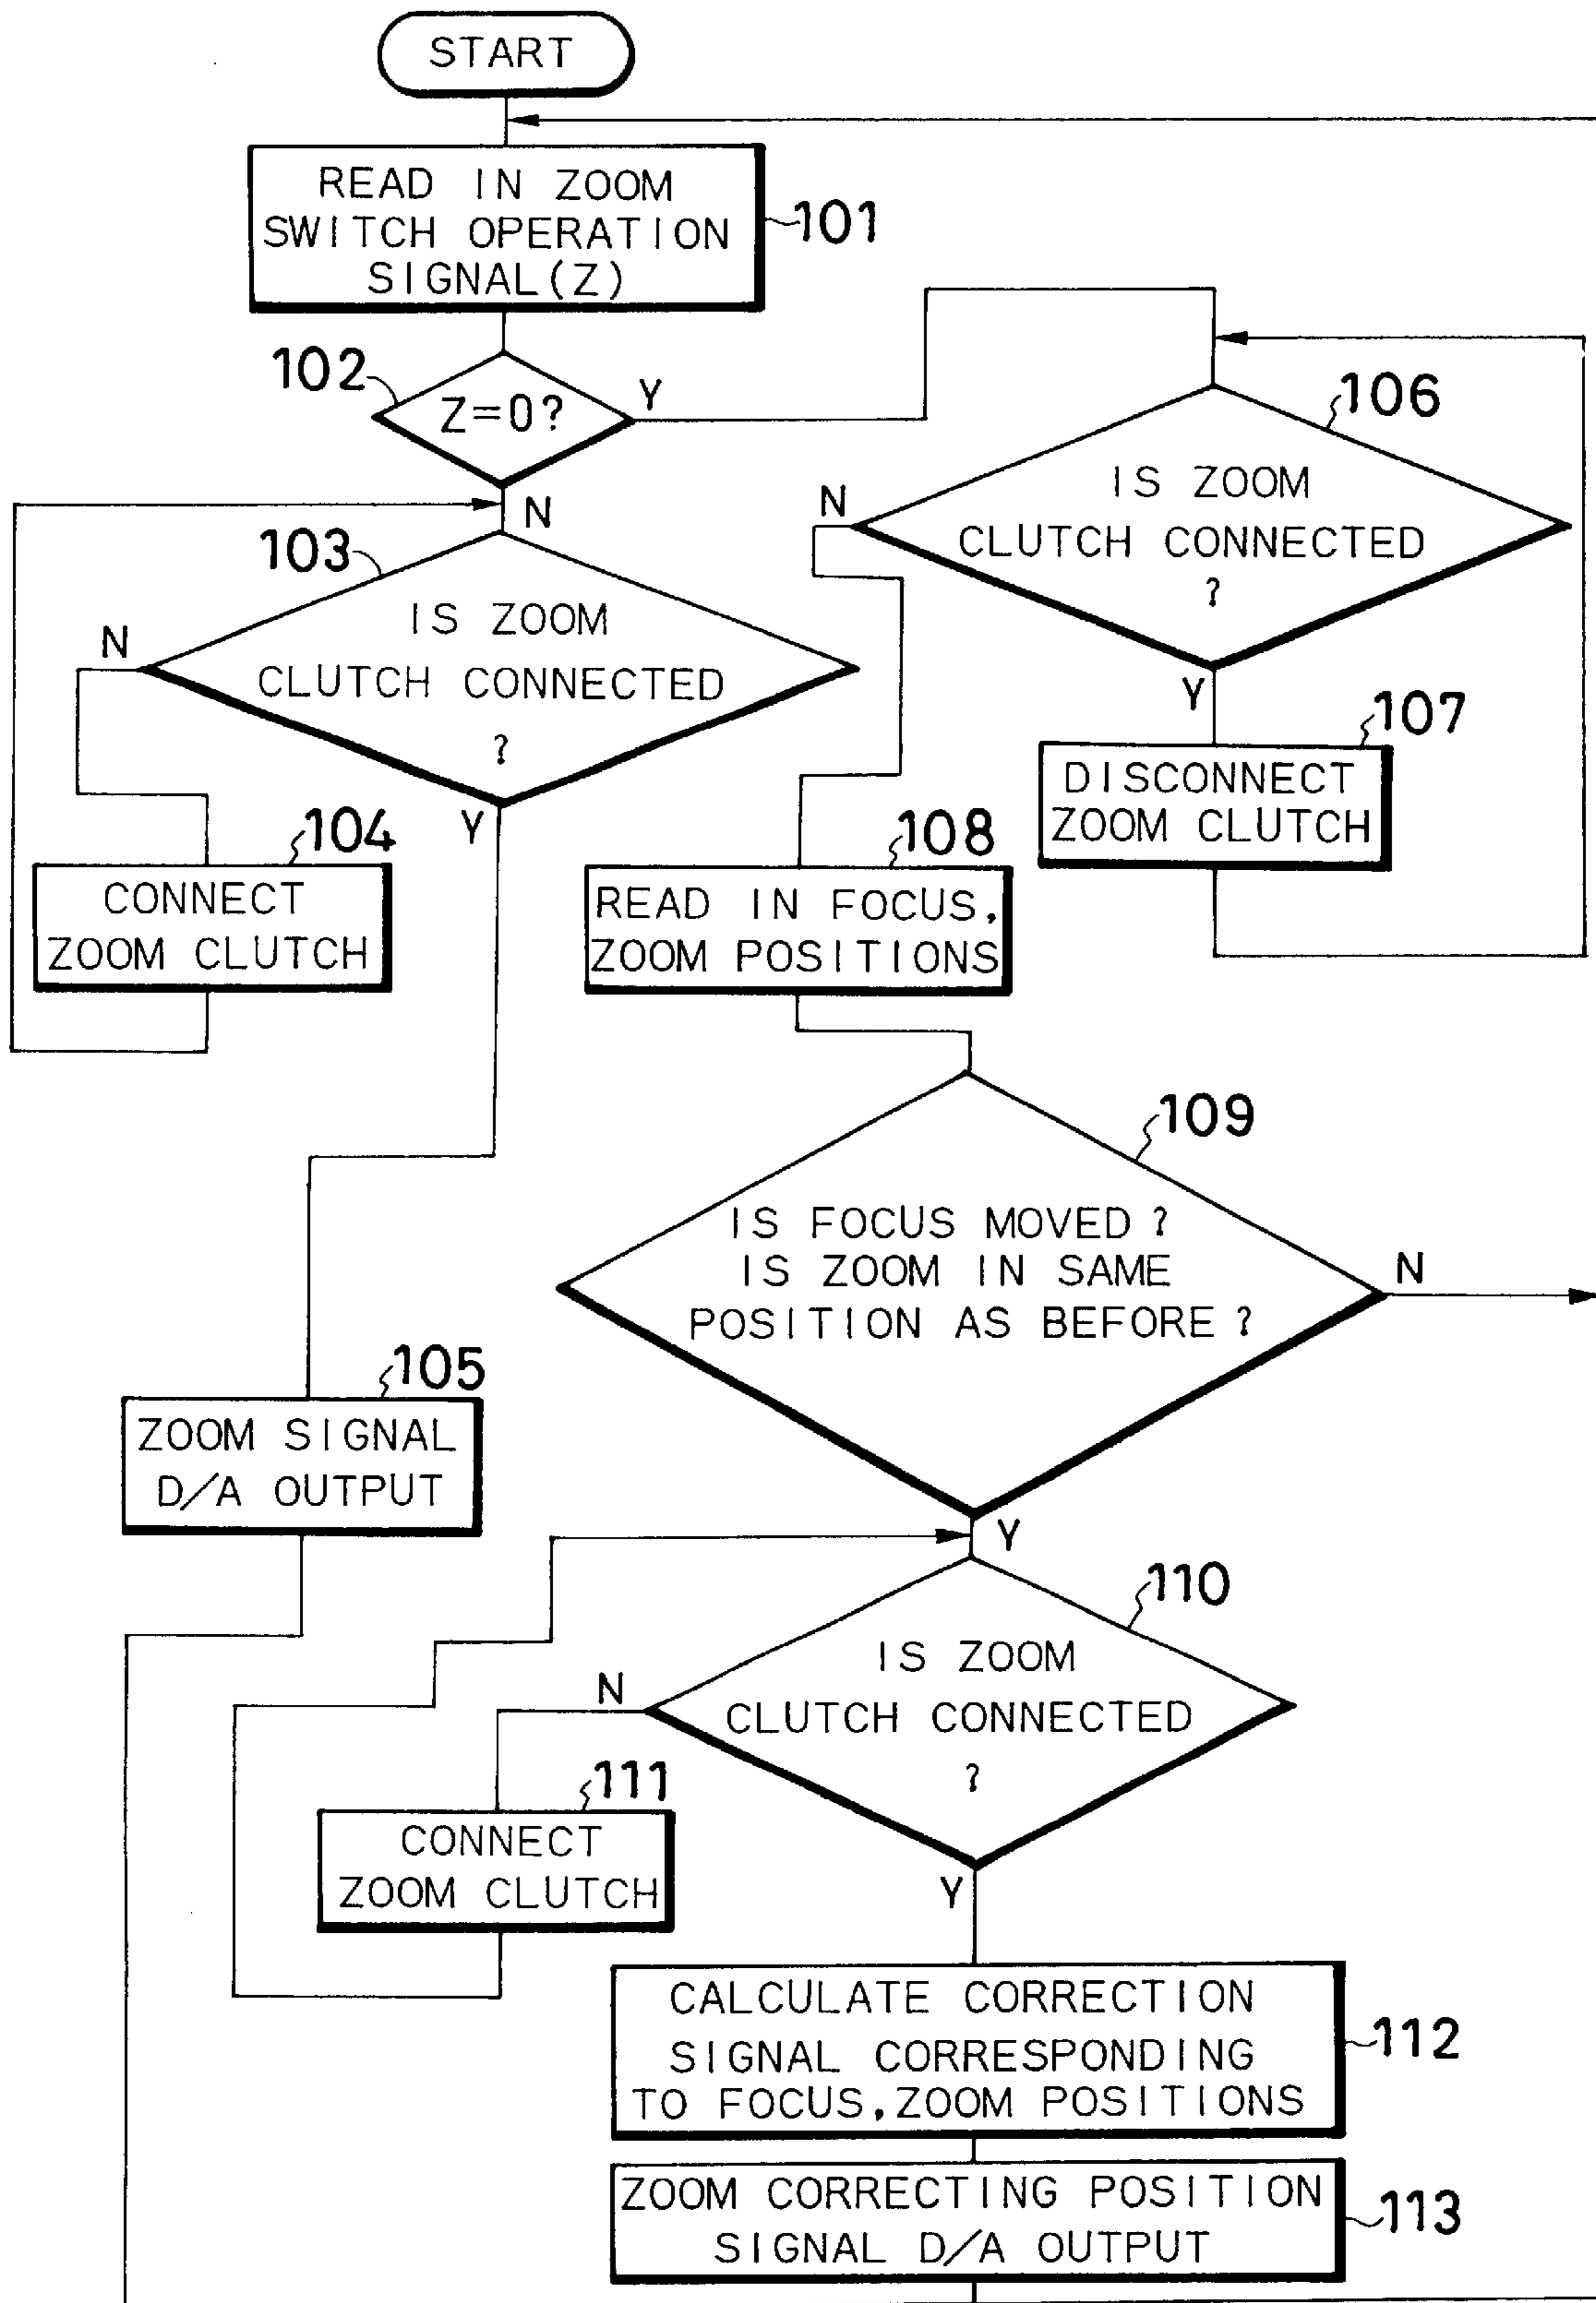 START
READ IN ZOOM
SWITCH OPERATION
SIGNAL(Z)
101
102
Z=0?
Y
N
103
IS ZOOM
CLUTCH CONNECTED
?
N
Y
104
CONNECT
ZOOM CLUTCH
105
ZOOM SIGNAL
D/A OUTPUT
106
IS ZOOM
CLUTCH CONNECTED
?
N
Y
107
DISCONNECT
ZOOM CLUTCH
108
READ IN FOCUS,
ZOOM POSITIONS
109
IS FOCUS MOVED ?
IS ZOOM IN SAME
POSITION AS BEFORE ?
N
Y
110
IS ZOOM
CLUTCH CONNECTED
?
N
Y
111
CONNECT
ZOOM CLUTCH
CALCULATE CORRECTION
SIGNAL CORRESPONDING
TO FOCUS,ZOOM POSITIONS
112
ZOOM CORRECTING POSITION
SIGNAL D/A OUTPUT
113